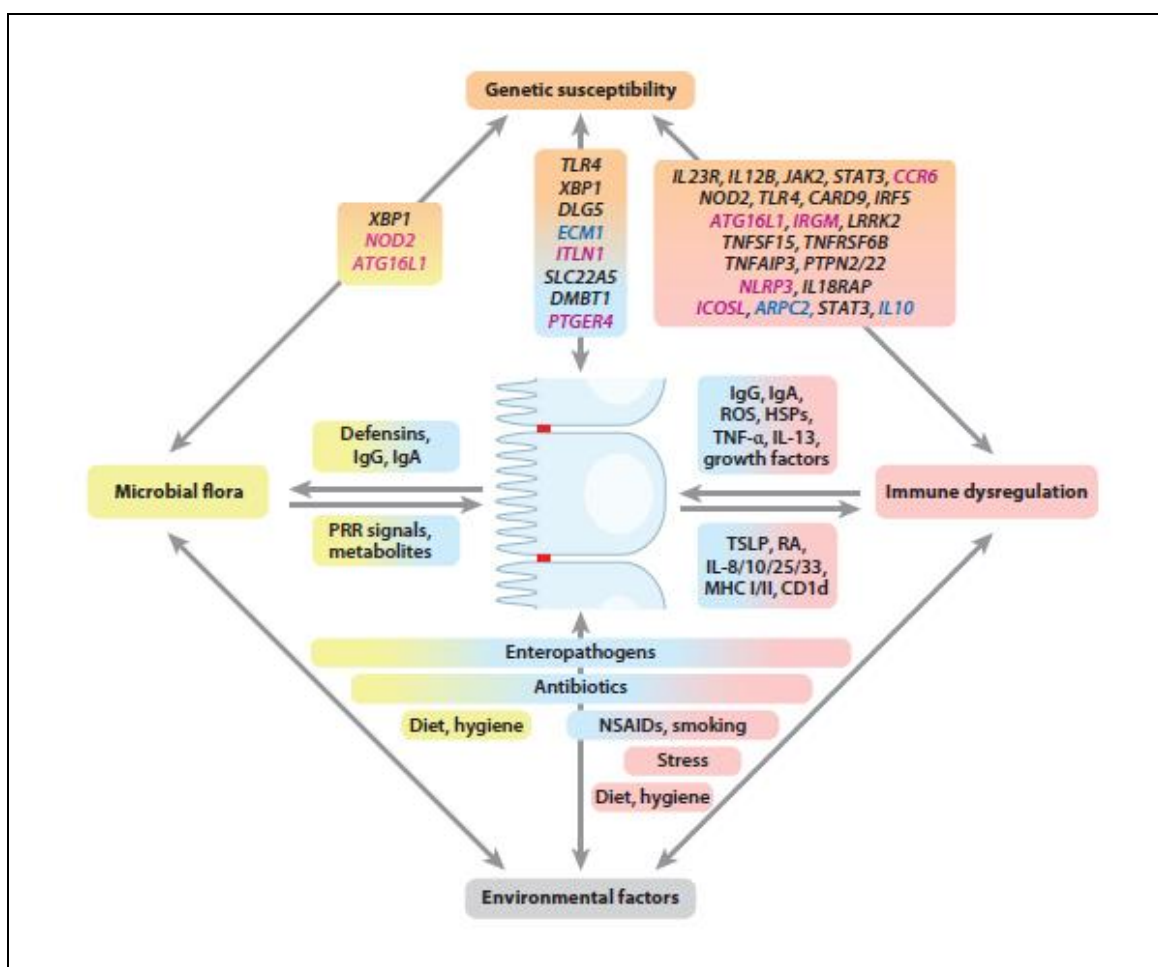 Genetic susceptibility
XBP1
NOD2
ATG16L1
TLR4
XBP1
DLG5
ECM1
ITLN1
SLC22A5
DMBT1
PTGER4
IL23R, IL12B, JAK2, STAT3, CCR6
NOD2, TLR4, CARD9, IRF5
ATG16L1, IRGM, LRRK2
TNFSF15, TNFRSF6B
TNFAIP3, PTPN2/22
NLRP3, IL18RAP
ICOSL, ARPC2, STAT3, IL10
Defensins,
IgG, IgA
IgG, IgA,
ROS, HSPs,
TNF-α, IL-13,
growth factors
Microbial flora
Immune dysregulation
PRR signals,
metabolites
TSLP, RA,
IL-8/10/25/33,
MHC I/II, CD1d
Enteropathogens
Antibiotics
Diet, hygiene
NSAIDs, smoking
Stress
Diet, hygiene
Environmental factors